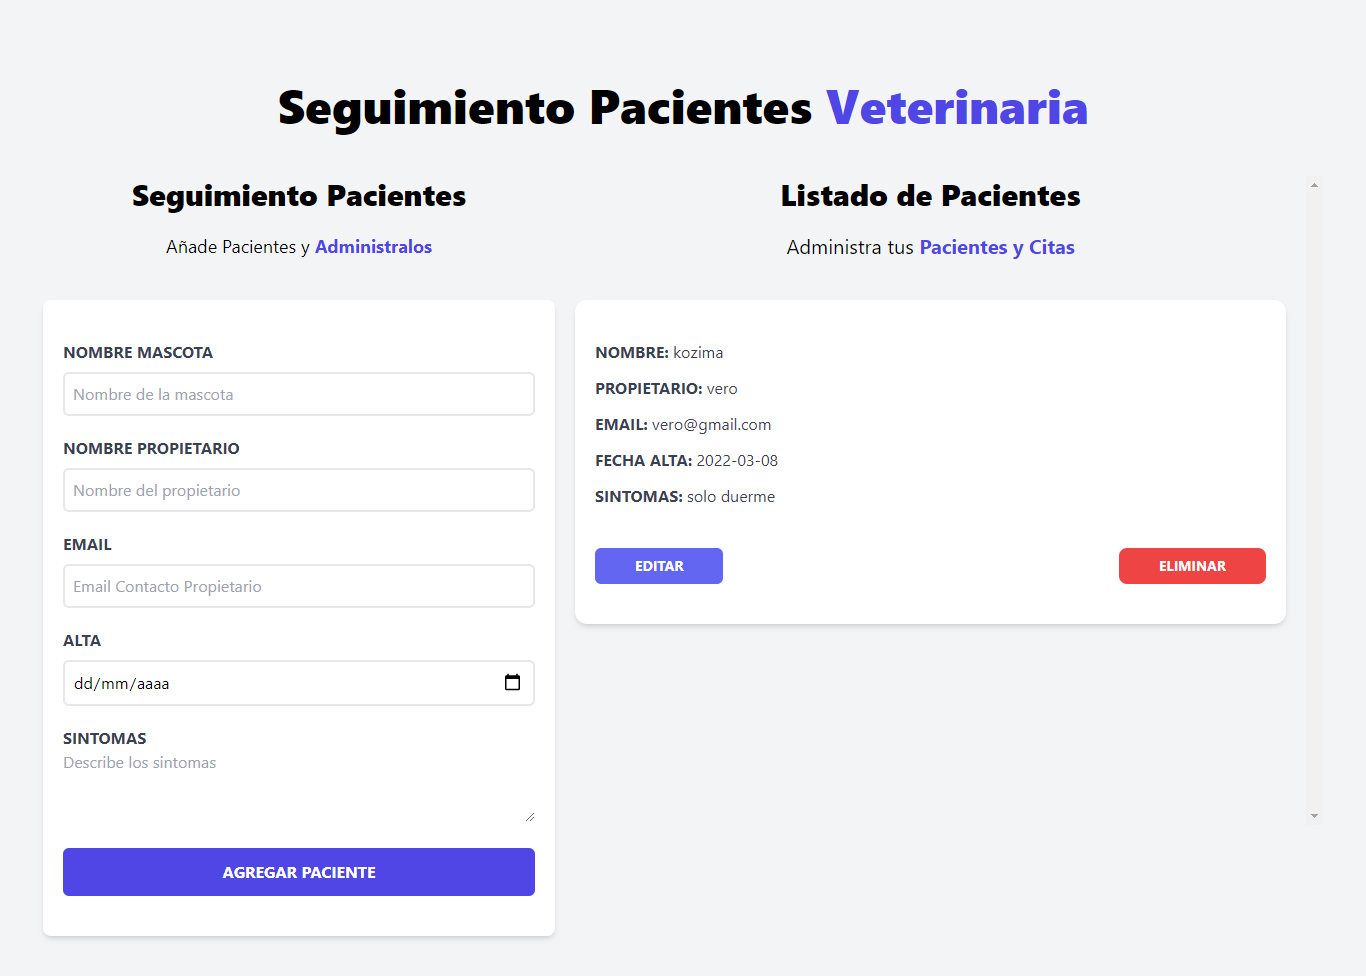 Seguimiento Pacientes Veterinaria
Seguimiento Pacientes
Añade Pacientes y Administralos
NOMBRE MASCOTA
Nombre de la mascota
NOMBRE PROPIETARIO
Nombre del propietario
EMAIL
Email Contacto Propietario
ALTA
dd/mm/aaaa
SINTOMAS
Describe los sintomas
AGREGAR PACIENTE
Listado de Pacientes
Administra tus Pacientes y Citas
NOMBRE: kozima
PROPIETARIO: vero
EMAIL: vero@gmail.com
FECHA ALTA: 2022-03-08
SINTOMAS: solo duerme
EDITAR
ELIMINAR